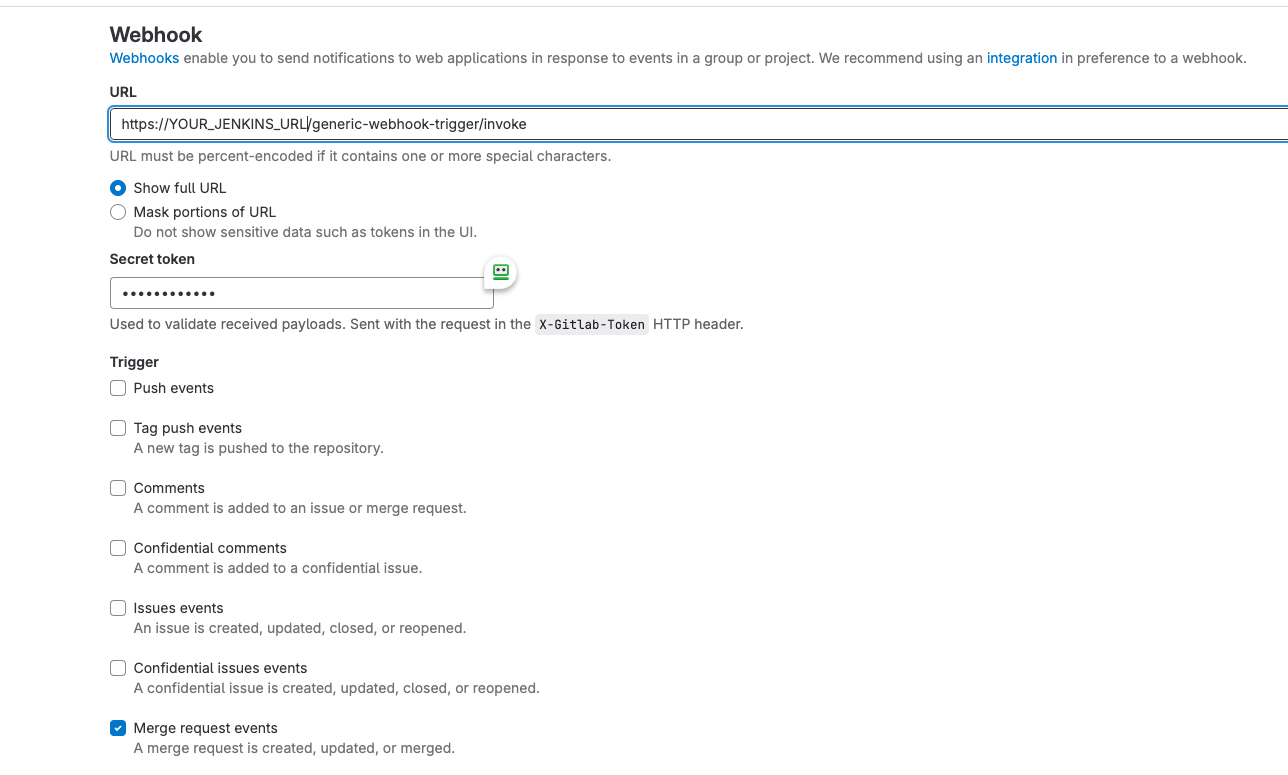 Webhook
Webhooks enable you to send notifications to web applications in response to events in a group or project. We recommend using an integration in preference to a webhook.
URL
https://YOUR_JENKINS_URL/generic-webhook-trigger/invoke
URL must be percent-encoded if it contains one or more special characters.
Show full URL
Mask portions of URL
Do not show sensitive data such as tokens in the UI.
Secret token
••••••••••••
Used to validate received payloads. Sent with the request in the X-Gitlab-Token HTTP header.
Trigger
Push events
Tag push events
A new tag is pushed to the repository.
Comments
A comment is added to an issue or merge request.
Confidential comments
A comment is added to a confidential issue.
Issues events
An issue is created, updated, closed, or reopened.
Confidential issues events
A confidential issue is created, updated, closed, or reopened.
Merge request events
A merge request is created, updated, or merged.